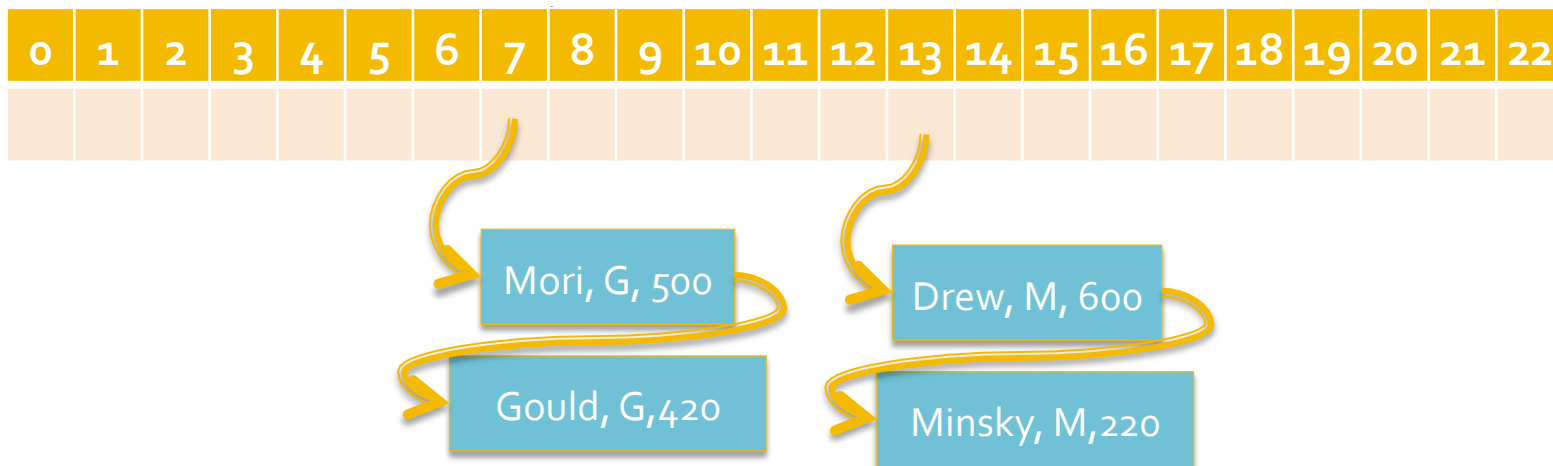 0 1 2 3 4 5 6 7 8 9 10 11 12 13 14 15 16 17 18 19 20 21 22
Mori, G, 500
Drew, M, 600
Gould, G,420
Minsky, M,220